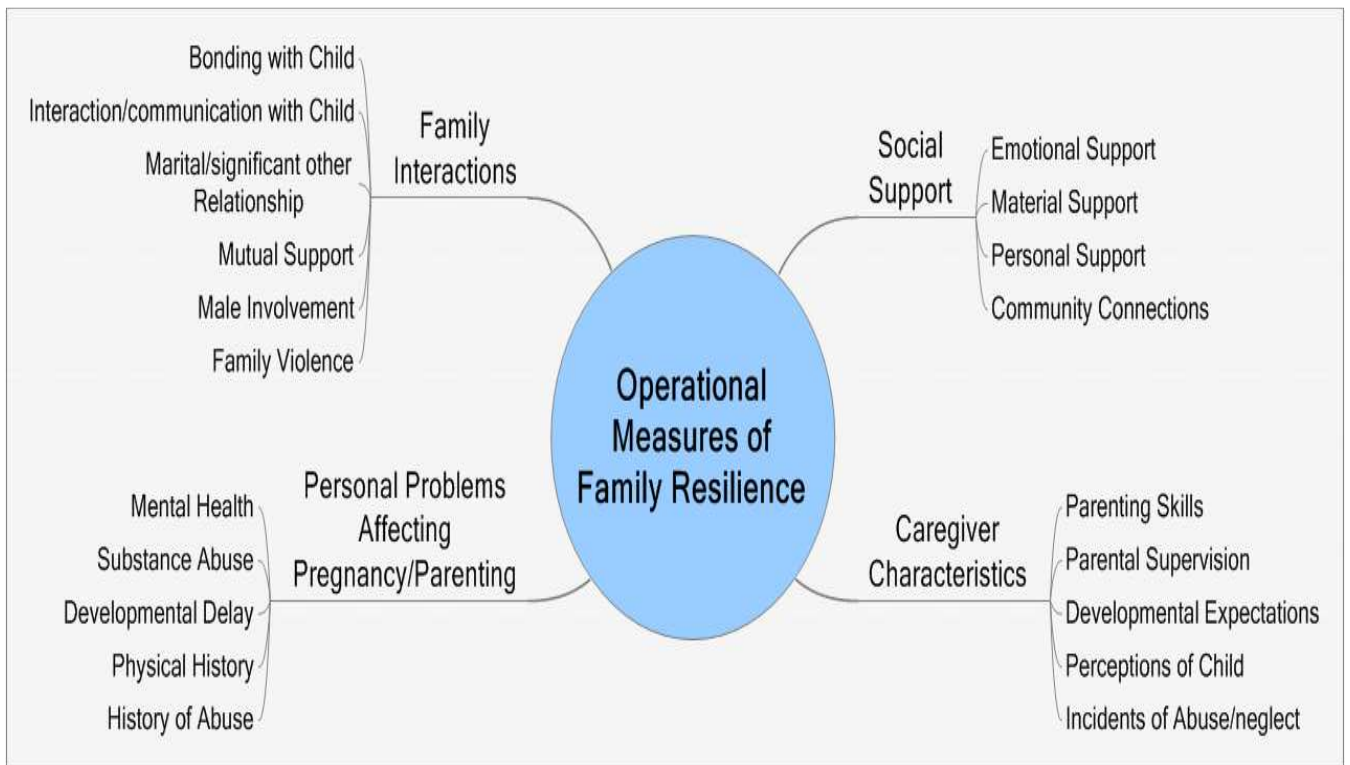 Bonding with Child
Interaction/communication with Child
Marital/significant other
Relationship
Mutual Support
Male Involvement
Family Violence
Family
Interactions
Social
Support
Emotional Support
Material Support
Personal Support
Community Connections
Operational
Measures of
Family Resilience
Mental Health
Substance Abuse
Developmental Delay
Physical History
History of Abuse
Personal Problems
Affecting
Pregnancy/Parenting
Caregiver
Characteristics
Parenting Skills
Parental Supervision
Developmental Expectations
Perceptions of Child
Incidents of Abuse/neglect